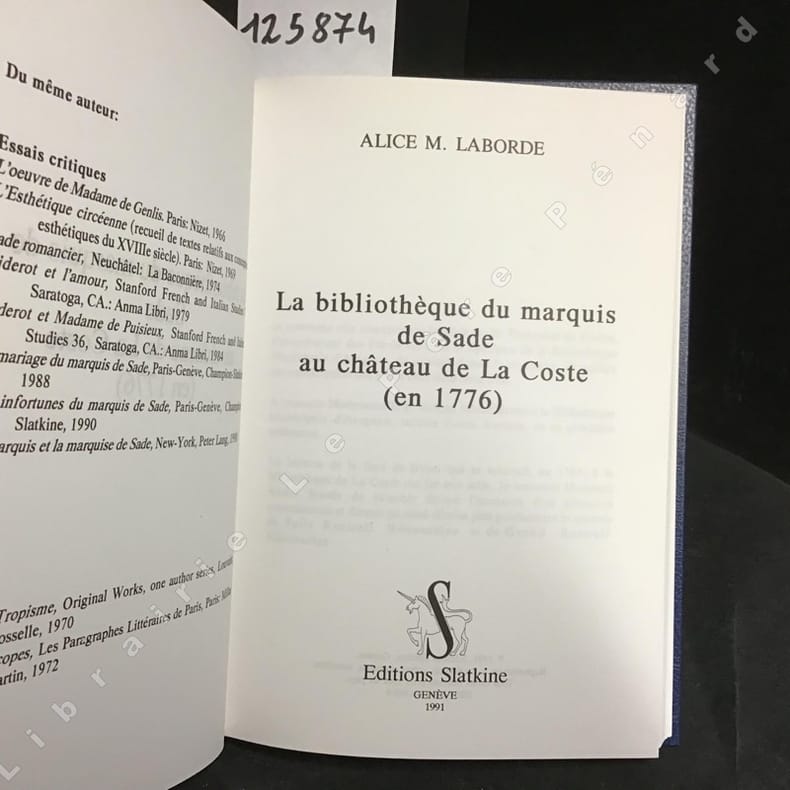 125874
Du même auteur:
Essais critiques
L'oeuvre de Madame de Genlis. Paris: Nizet, 1966
L'Esthétique circéenne (recueil de textes relatifs aux
esthétiques du XVIIIe siècle). Paris: Nizet, 1969
ade romancier, Neuchâtel: La Baconnière, 1974
iderot et l'amour, Stanford French and Italian Studies
Saratoga, CA.: Anma Libri, 1979
derot et Madame de Puisieux, Stanford French and
Studies 36, Saratoga, CA.: Anma Libri, 1984
mariage du marquis de Sade, Paris-Genève, Champion-
1988
infortunes du marquis de Sade, Paris-Genève,
Slatkine, 1990
arquis et la marquise de Sade, New-York, Peter Lang,
Tropisme, Original Works, one author series,
osselle, 1970
copes, Les Paragraphes Littéraires de Paris, Paris:
artin, 1972
ALICE M. LABORDE
La bibliothèque du marquis
de Sade
au château de La Coste
(en 1776)
S
Editions Slatkine
GENÈVE
1991
Librairie Le Père Pénard